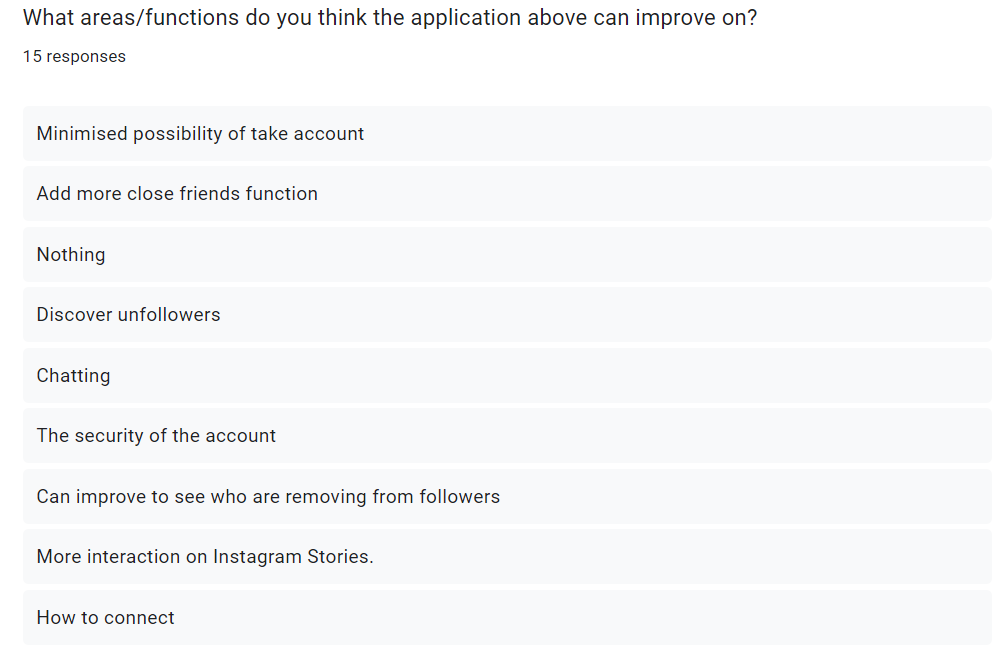 What areas/functions do you think the application above can improve on?
15 responses
Minimised possibility of take account
Add more close friends function
Nothing
Discover unfollowers
Chatting
The security of the account
Can improve to see who are removing from followers
More interaction on Instagram Stories.
How to connect